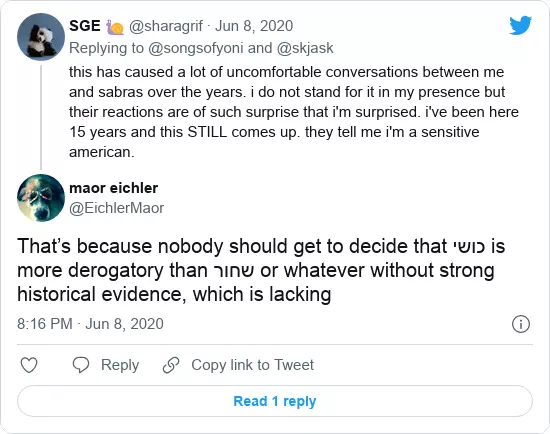 SGE 🐌 @sharagrif · Jun 8, 2020
Replying to @songsofyoni and @skjask
this has caused a lot of uncomfortable conversations between me
and sabras over the years. i do not stand for it in my presence but
their reactions are of such surprise that i'm surprised. i've been here
15 years and this STILL comes up. they tell me i'm a sensitive
american.
maor eichler
@EichlerMaor
That’s because nobody should get to decide that כושי is
more derogatory than שחור or whatever without strong
historical evidence, which is lacking
8:16 PM · Jun 8, 2020
Reply
Copy link to Tweet
Read 1 reply